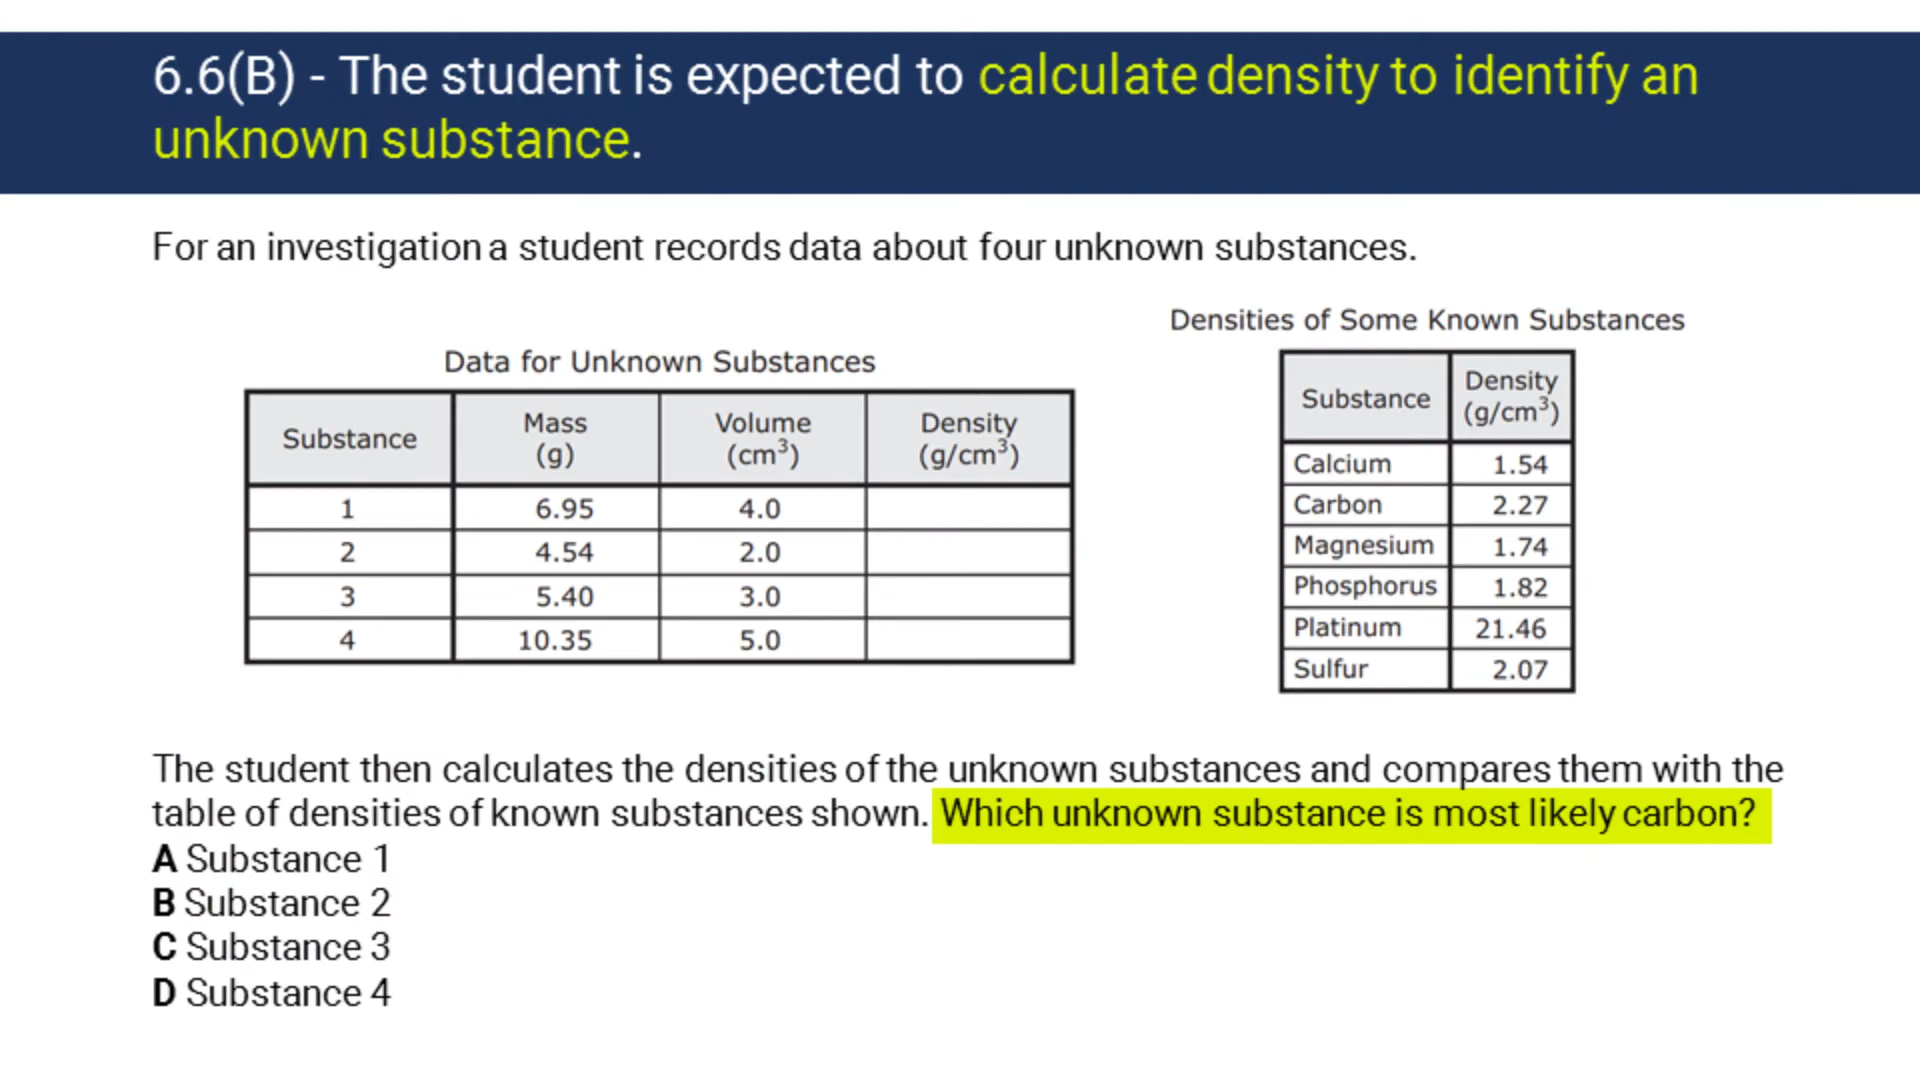 6.6(B) - The student is expected to calculate density to identify an
unknown substance.
For an investigation a student records data about four unknown substances.
Data for Unknown Substances
Substance Mass (g) Volume (cm³) Density (g/cm³)
1 6.95 4.0
2 4.54 2.0
3 5.40 3.0
4 10.35 5.0
Densities of Some Known Substances
Substance Density (g/cm³)
Calcium 1.54
Carbon 2.27
Magnesium 1.74
Phosphorus 1.82
Platinum 21.46
Sulfur 2.07
The student then calculates the densities of the unknown substances and compares them with the
table of densities of known substances shown. Which unknown substance is most likely carbon?
A Substance 1
B Substance 2
C Substance 3
D Substance 4